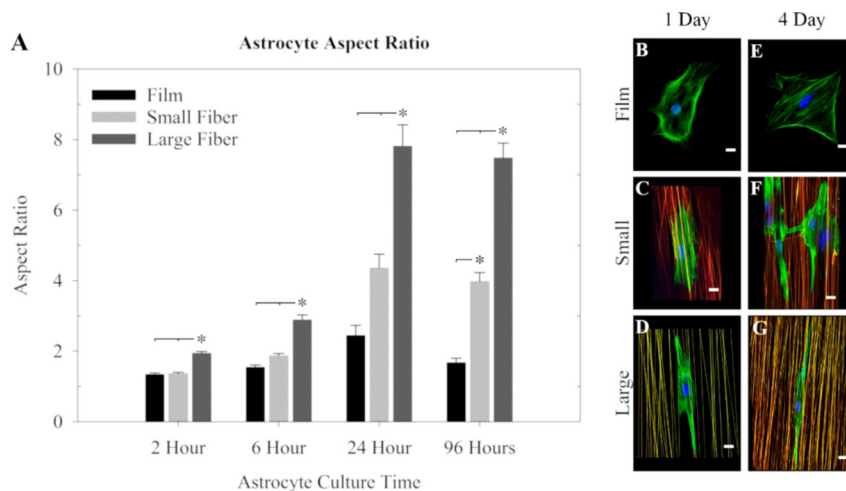 A
Astrocyte Aspect Ratio
10
8
6
4
2
0
Aspect Ratio
Film
Small Fiber
Large Fiber
*
*
*
*
*
2 Hour
6 Hour
24 Hour
96 Hours
Astrocyte Culture Time
1 Day
4 Day
Film
B
E
Small
C
F
Large
D
G